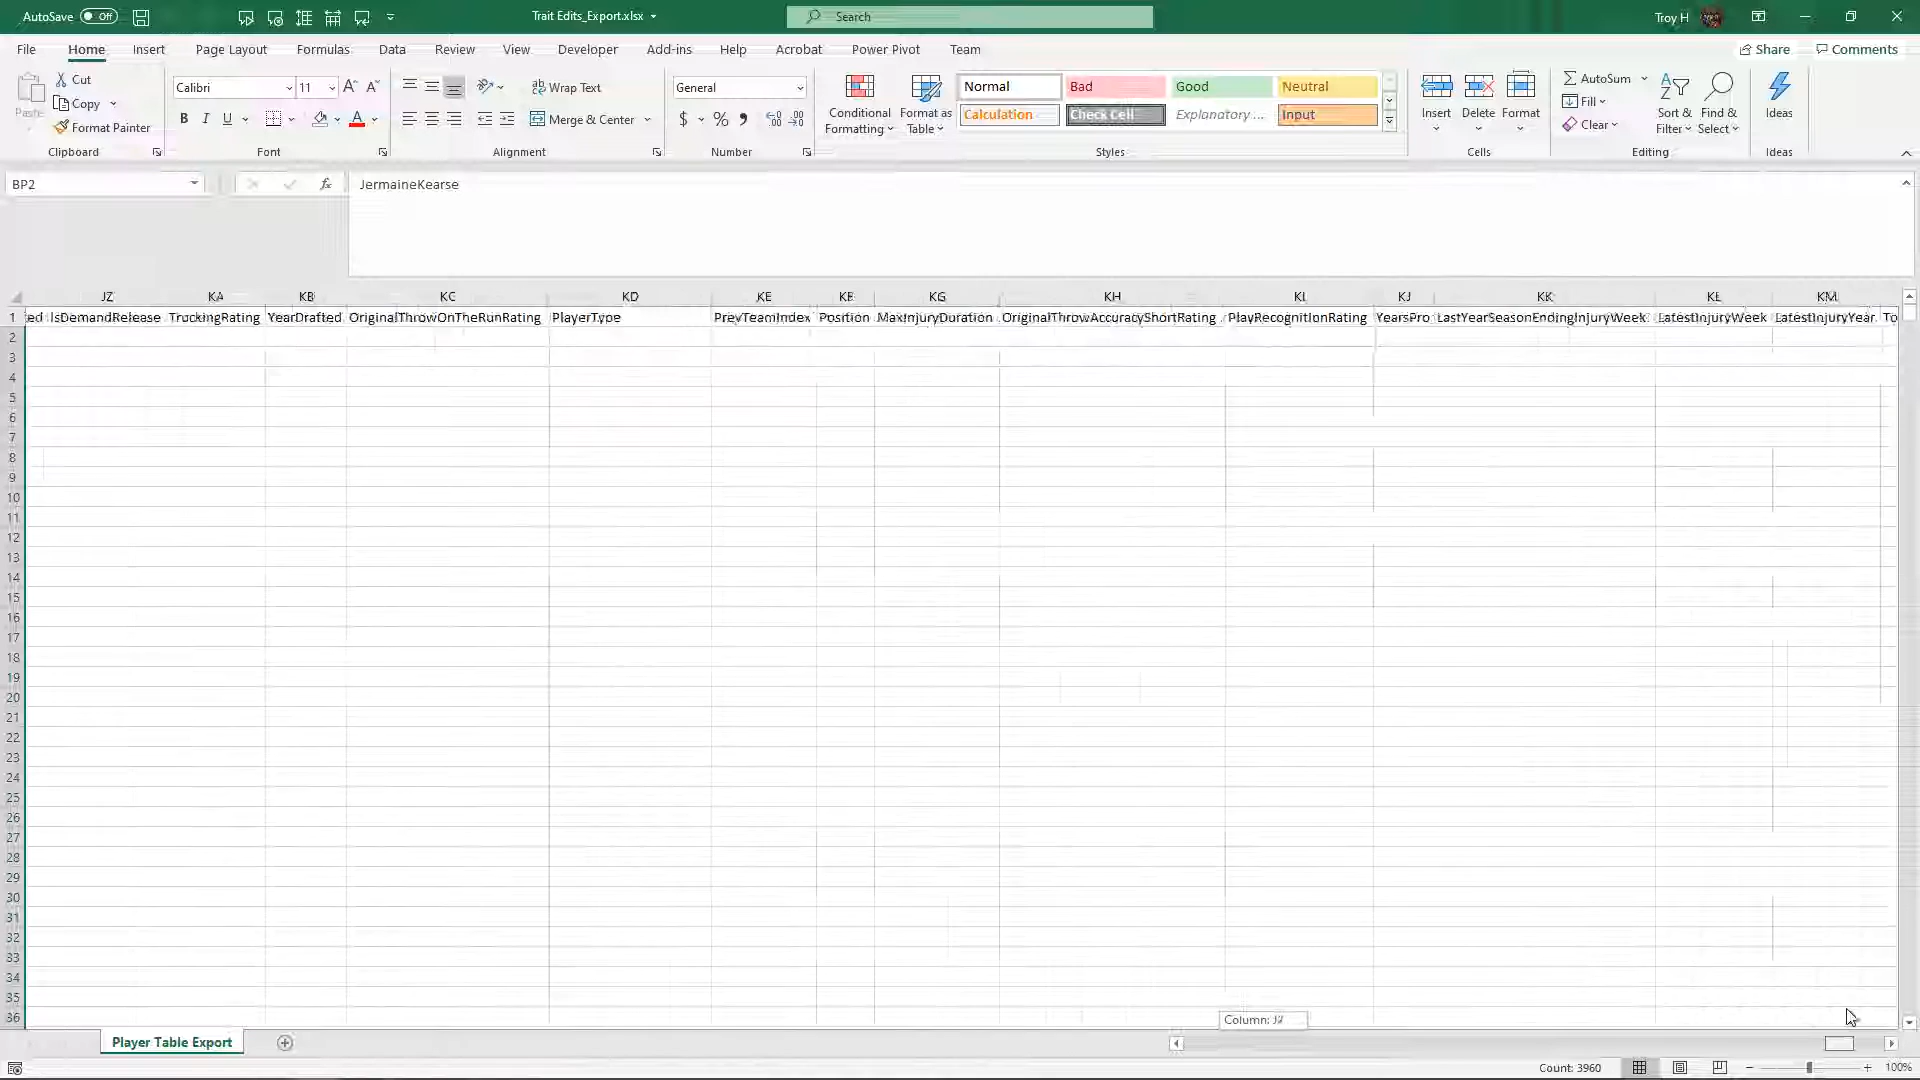 AutoSave Off Trait Edits_Export.xlsx Search Troy H
File Home Insert Page Layout Formulas Data Review View Developer Add-ins Help Acrobat Power Pivot Team Share Comments
Paste Cut Copy Format Painter Clipboard
Calibri 11 A A B I U A Font
ab Wrap Text Merge & Center Alignment
General $ % Number
Conditional Formatting Format as Table Normal Bad Good Neutral
Calculation Check Cell Explanatory ... Input Styles
Insert Delete Format Cells
AutoSum Fill Clear Sort & Filter Find & Select Editing
Ideas Ideas
BP2 fx JermaineKearse
JZ KA KB KC KD KE KF KG KH KI KJ KK KL KM
1 ed IsDemandRelease TruckingRating YearDrafted OriginalThrowOnTheRunRating PlayerType PrevTeamIndex Position MaxInjuryDuration OriginalThrowAccuracyShortRating PlayRecognitionRating YearsPro LastYearSeasonEndingInjuryWeek LatestInjuryWeek LatestInjuryYear To
2
3
4
5
6
7
8
9
10
11
12
13
14
15
16
17
18
19
20
21
22
23
24
25
26
27
28
29
30
31
32
33
34
35
36
Column:
Player Table Export
Count: 3960 100%